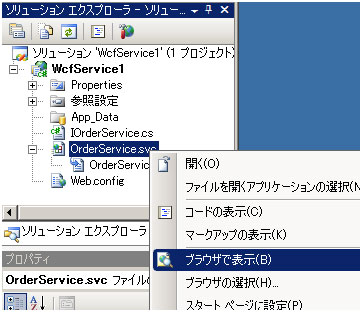 ソリューション エクスプローラ - ソリュー...
ソリューション 'WcfService1' (1 プロジェクト)
WcfService1
Properties
参照設定
App_Data
IOrderService.cs
OrderService.svc
OrderService
Web.config
ソリューション エクスプローラ
プロパティ
OrderService.svc ファイルの
開く(O)
ファイルを開くアプリケーションの選択(N
コードの表示(C)
マークアップの表示(K)
ブラウザで表示(B)
ブラウザの選択(H)...
スタート ページに設定(P)